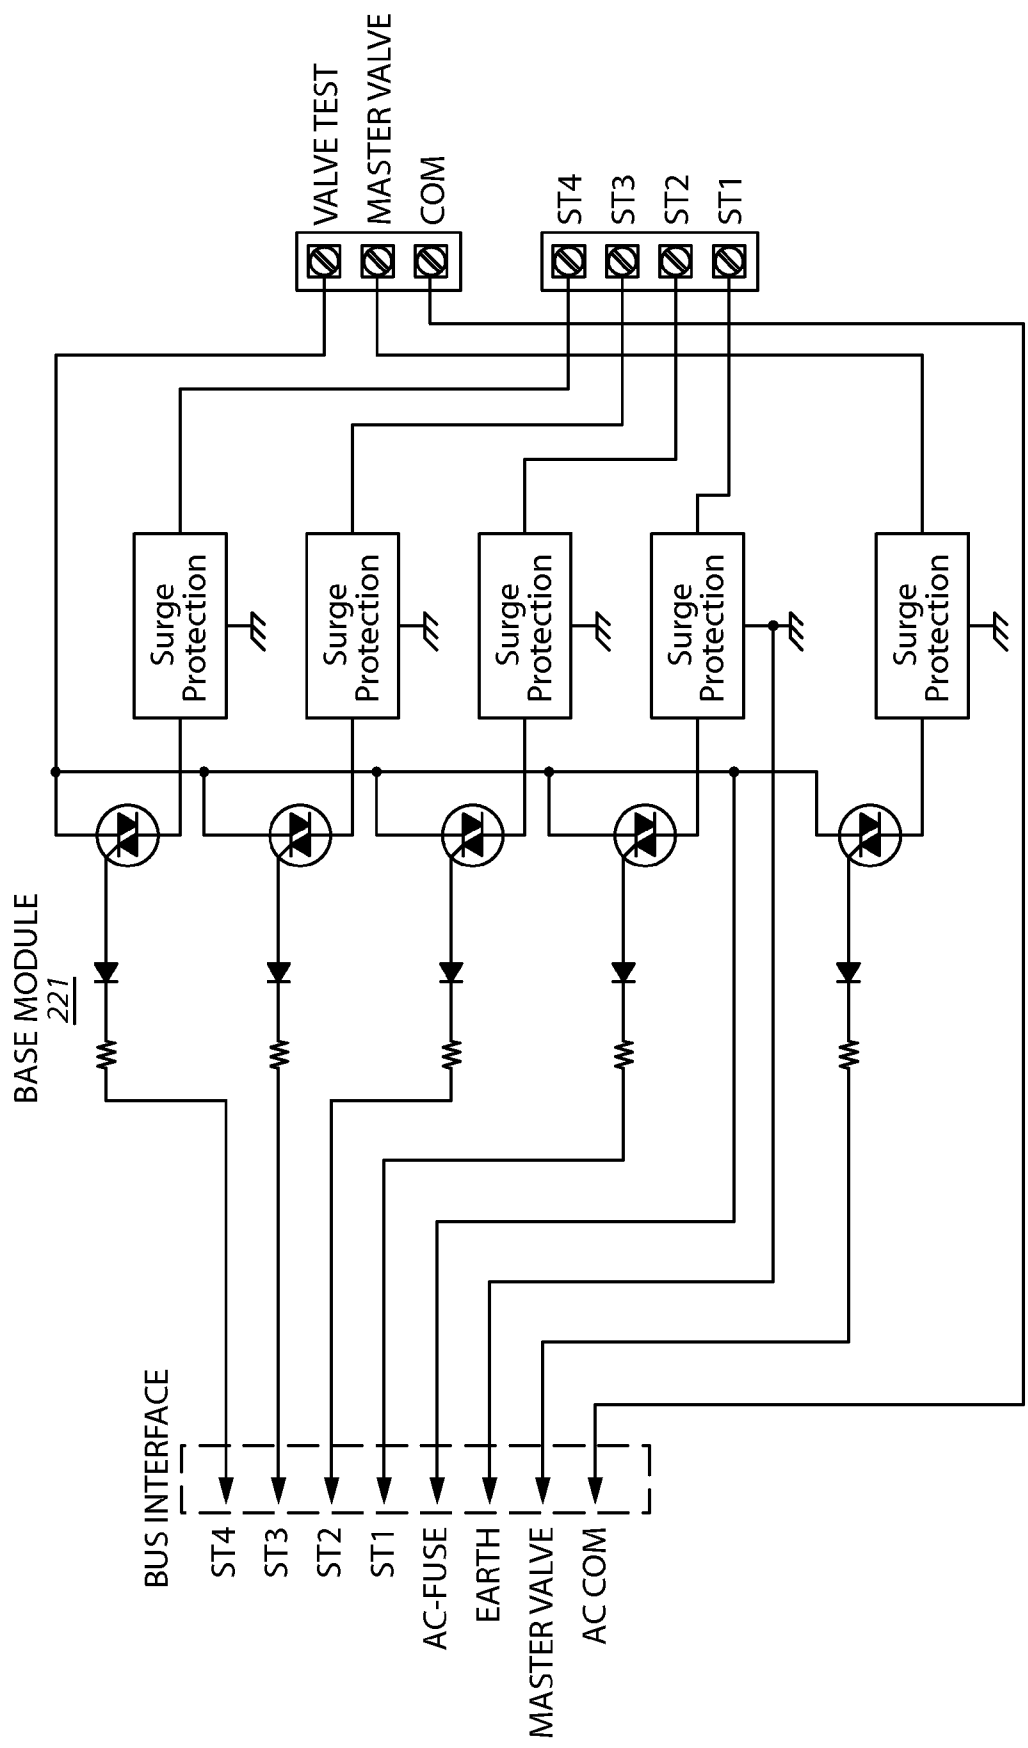 BASE MODULE
221
BUS INTERFACE
ST4
ST3
ST2
ST1
AC-FUSE
EARTH
MASTER VALVE
AC COM
Surge
Protection
Surge
Protection
Surge
Protection
Surge
Protection
Surge
Protection
VALVE TEST
MASTER VALVE
COM
ST4
ST3
ST2
ST1